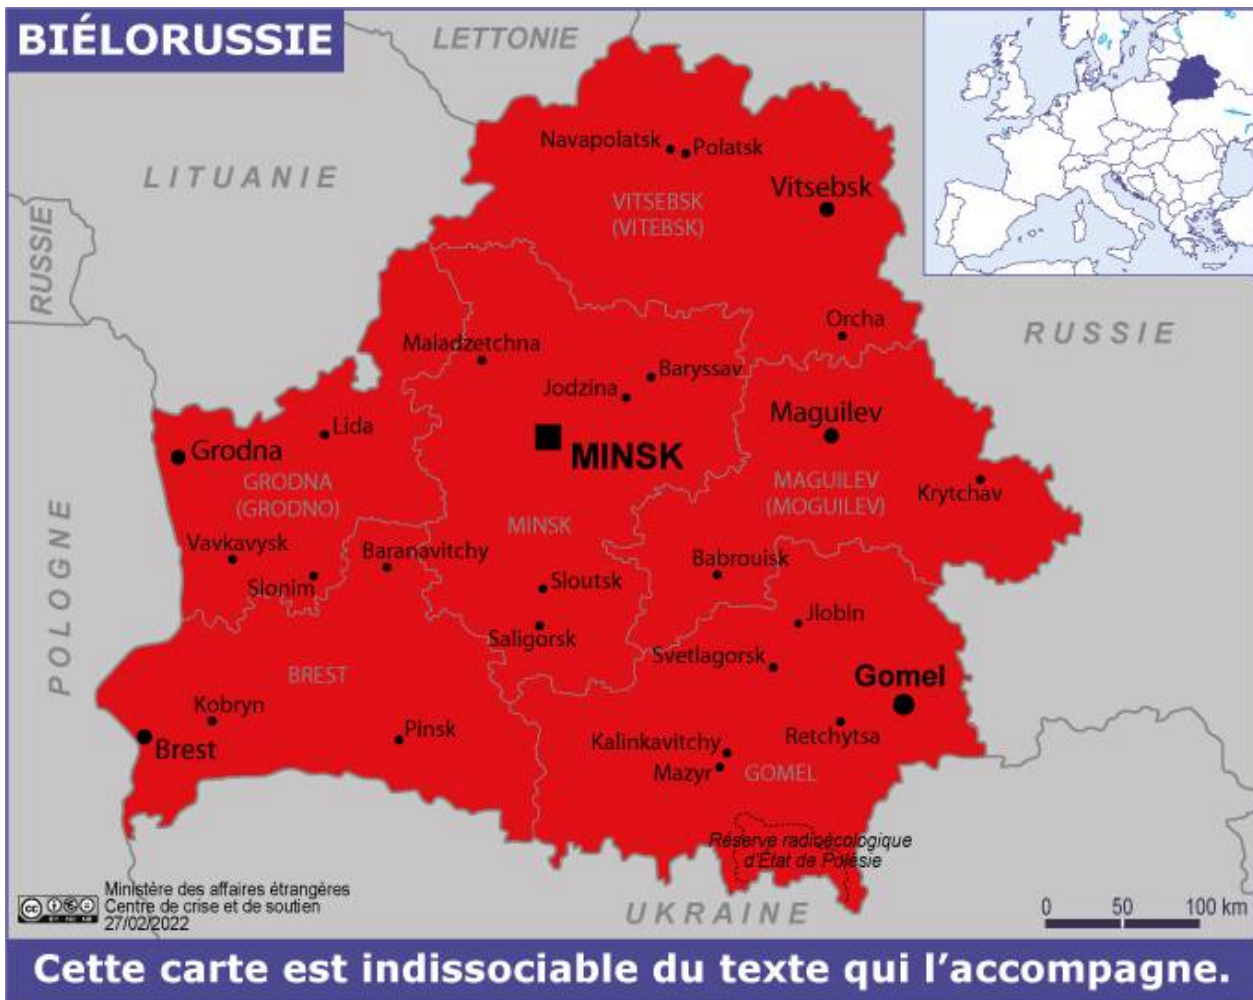 BIÉLORUSSIE
LETTONIE
LITUANIE
RUSSIE
RUSSIE
POLOGNE
UKRAINE
Navapolatsk
Polatsk
Vitsebsk
VITSEBSK
(VITEBSK)
Orcha
Maladzetchna
Baryssav
Jodzina
MINSK
Maguilev
Lida
Grodna
GRODNA
(GRODNO)
MAGUILEV
(MOGUILEV)
Krytchav
MINSK
Vavkavysk
Slonim
Baranavitchy
Babrouisk
Sloutsk
Saligorsk
Jlobin
Svetlagorsk
Gomel
BREST
Kobryn
Brest
Pinsk
Retchytsa
Kalinkavitchy
Mazyr
GOMEL
Réserve radioécologique
d'État de Polésie
Ministère des affaires étrangères
Centre de crise et de soutien
27/02/2022
0 50 100 km
Cette carte est indissociable du texte qui l'accompagne.